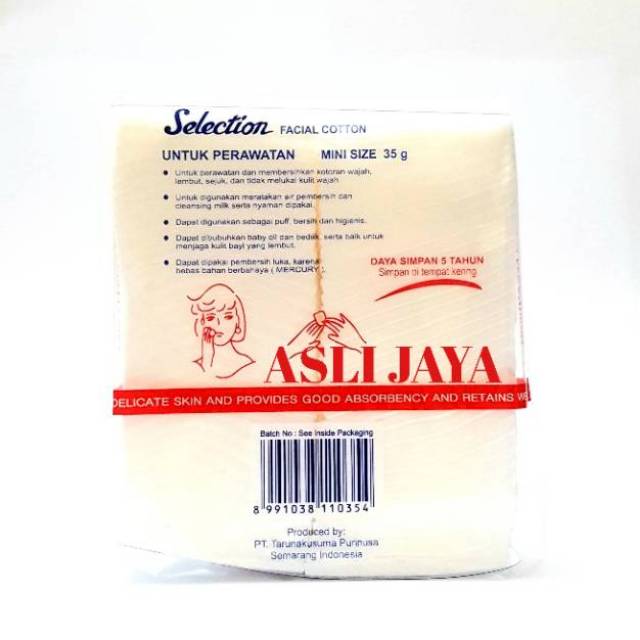 Selection FACIAL COTTON
UNTUK PERAWATAN MINI SIZE 35 g
Untuk perawatan dan membersihkan kotoran wajah,
lembut, sejuk, dan tidak melukai kulit wajah.
Untuk digunakan meratakan air pembersih dan
cleansing milk serta nyaman dipakai.
Dapat digunakan sebagai puff, bersih dan higienis.
Dapat dibubuhkan baby oil dan bedak, serta baik untuk
menjaga kulit bayi yang lembut.
Dapat dipakai pembersih luka, karena
bebas bahan berbahaya ( MERCURY ).
DAYA SIMPAN 5 TAHUN
Simpan di tempat kering.
ASLI JAYA
DELICATE SKIN AND PROVIDES GOOD ABSORBENCY AND RETAINS
Batch No : See Inside Packaging
8 991038 110354
Produced by:
PT. Tarunakusuma Purinusa
Semarang Indonesia